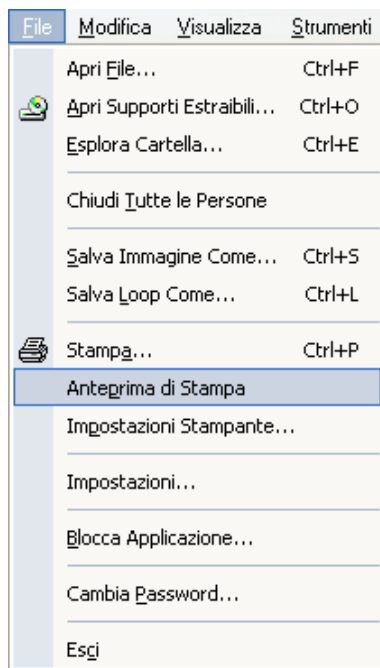 File Modifica Visualizza Strumenti
Apri File... Ctrl+F
Apri Supporti Estraibili... Ctrl+O
Esplora Cartella... Ctrl+E
Chiudi Tutte le Persone
Salva Immagine Come... Ctrl+S
Salva Loop Come... Ctrl+L
Stampa... Ctrl+P
Anteprima di Stampa
Impostazioni Stampante...
Impostazioni...
Blocca Applicazione...
Cambia Password...
Esci